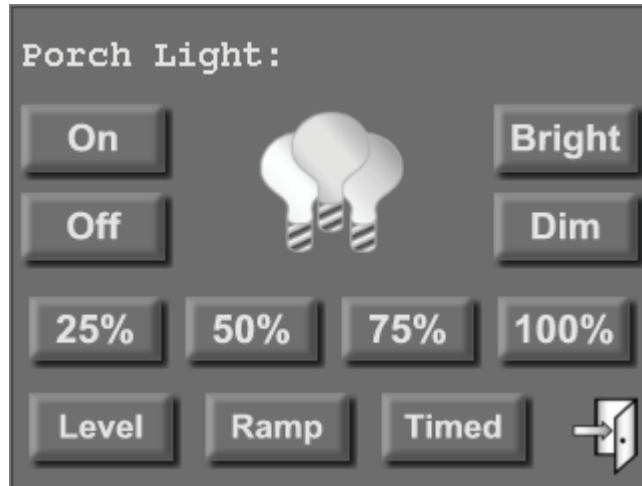 Porch Light:
On
Bright
Off
Dim
25% 50% 75% 100%
Level Ramp Timed